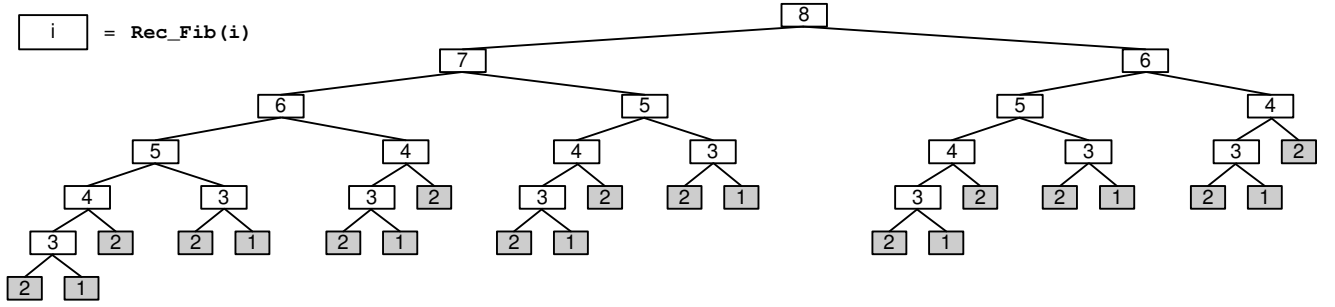 8
i = Rec_Fib(i)
7 6
6 5 5 4
5 4 4 3 4 3 3 2
4 3 3 2 3 2 2 1 3 2 2 1 2 1
3 2 2 1 2 1 2 1 2 1
2 1